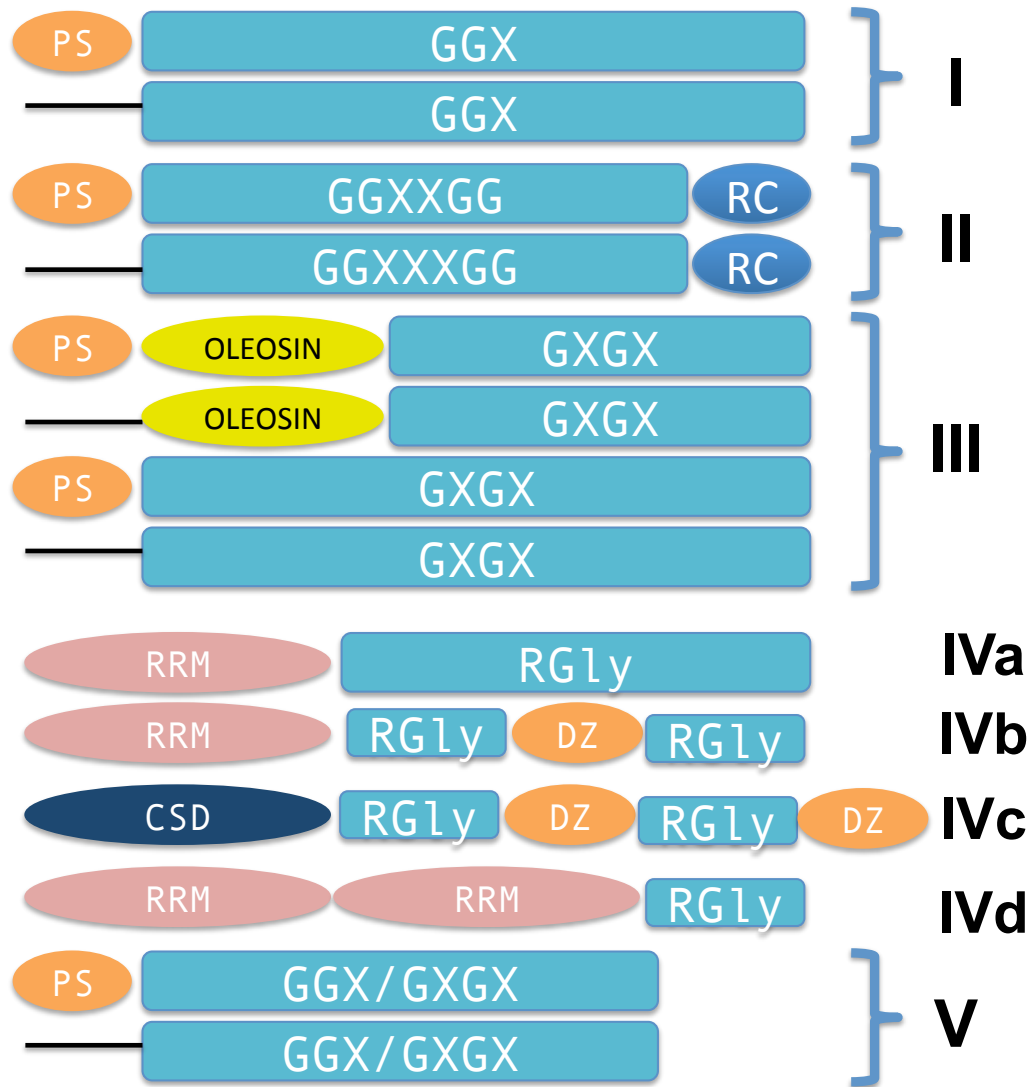 PS GGX
GGX
I
PS GGXXGG RC
GGXXXGG RC
II
PS OLEOSIN GXGX
OLEOSIN GXGX
PS GXGX
GXGX
III
RRM RGly IVa
RRM RGly DZ RGly IVb
CSD RGly DZ RGly DZ IVc
RRM RRM RGly IVd
PS GGX/GXGX
GGX/GXGX
V